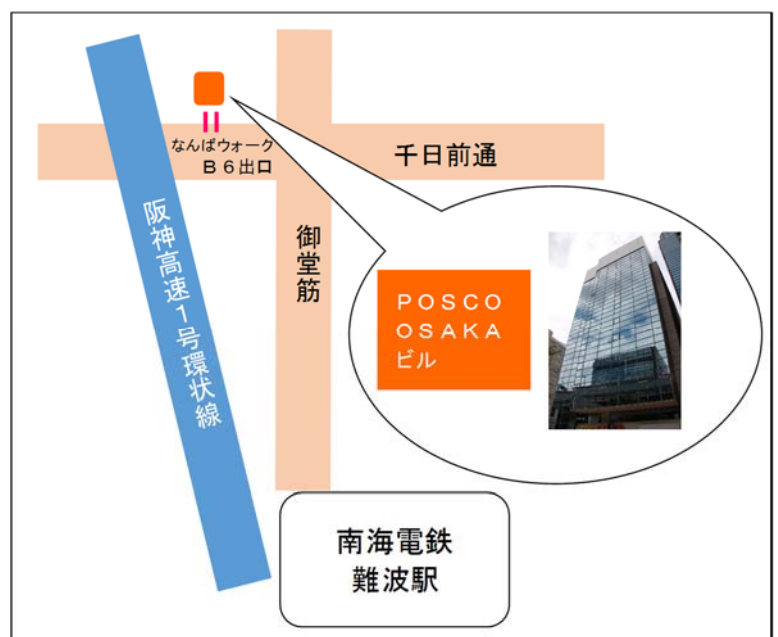 なんばウォーク
Ｂ６出口
千日前通
阪神高速１号環状線
御堂筋
ＰＯＳＣＯ
ＯＳＡＫＡ
ビル
南海電鉄
難波駅